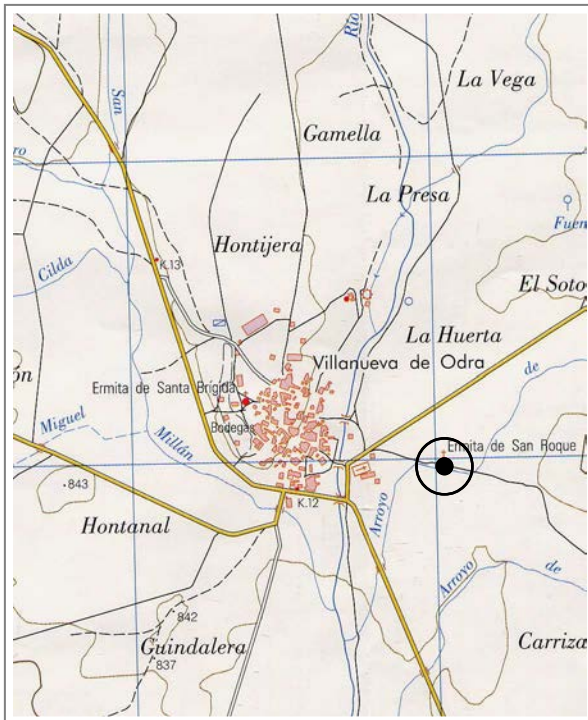 Río
La Vega
San
Gamella
ro
La Presa
Fuen
Hontijera
K.13
Cilda
El Soto
La Huerta
Villanueva de Odra
de
ón
Ermita de Santa Brígida
Bodegas
Miguel
Millán
Ermita de San Roque
843
K.12
Hontanal
Arroyo
Arroyo
de
842
Guindalera
837
Carriza